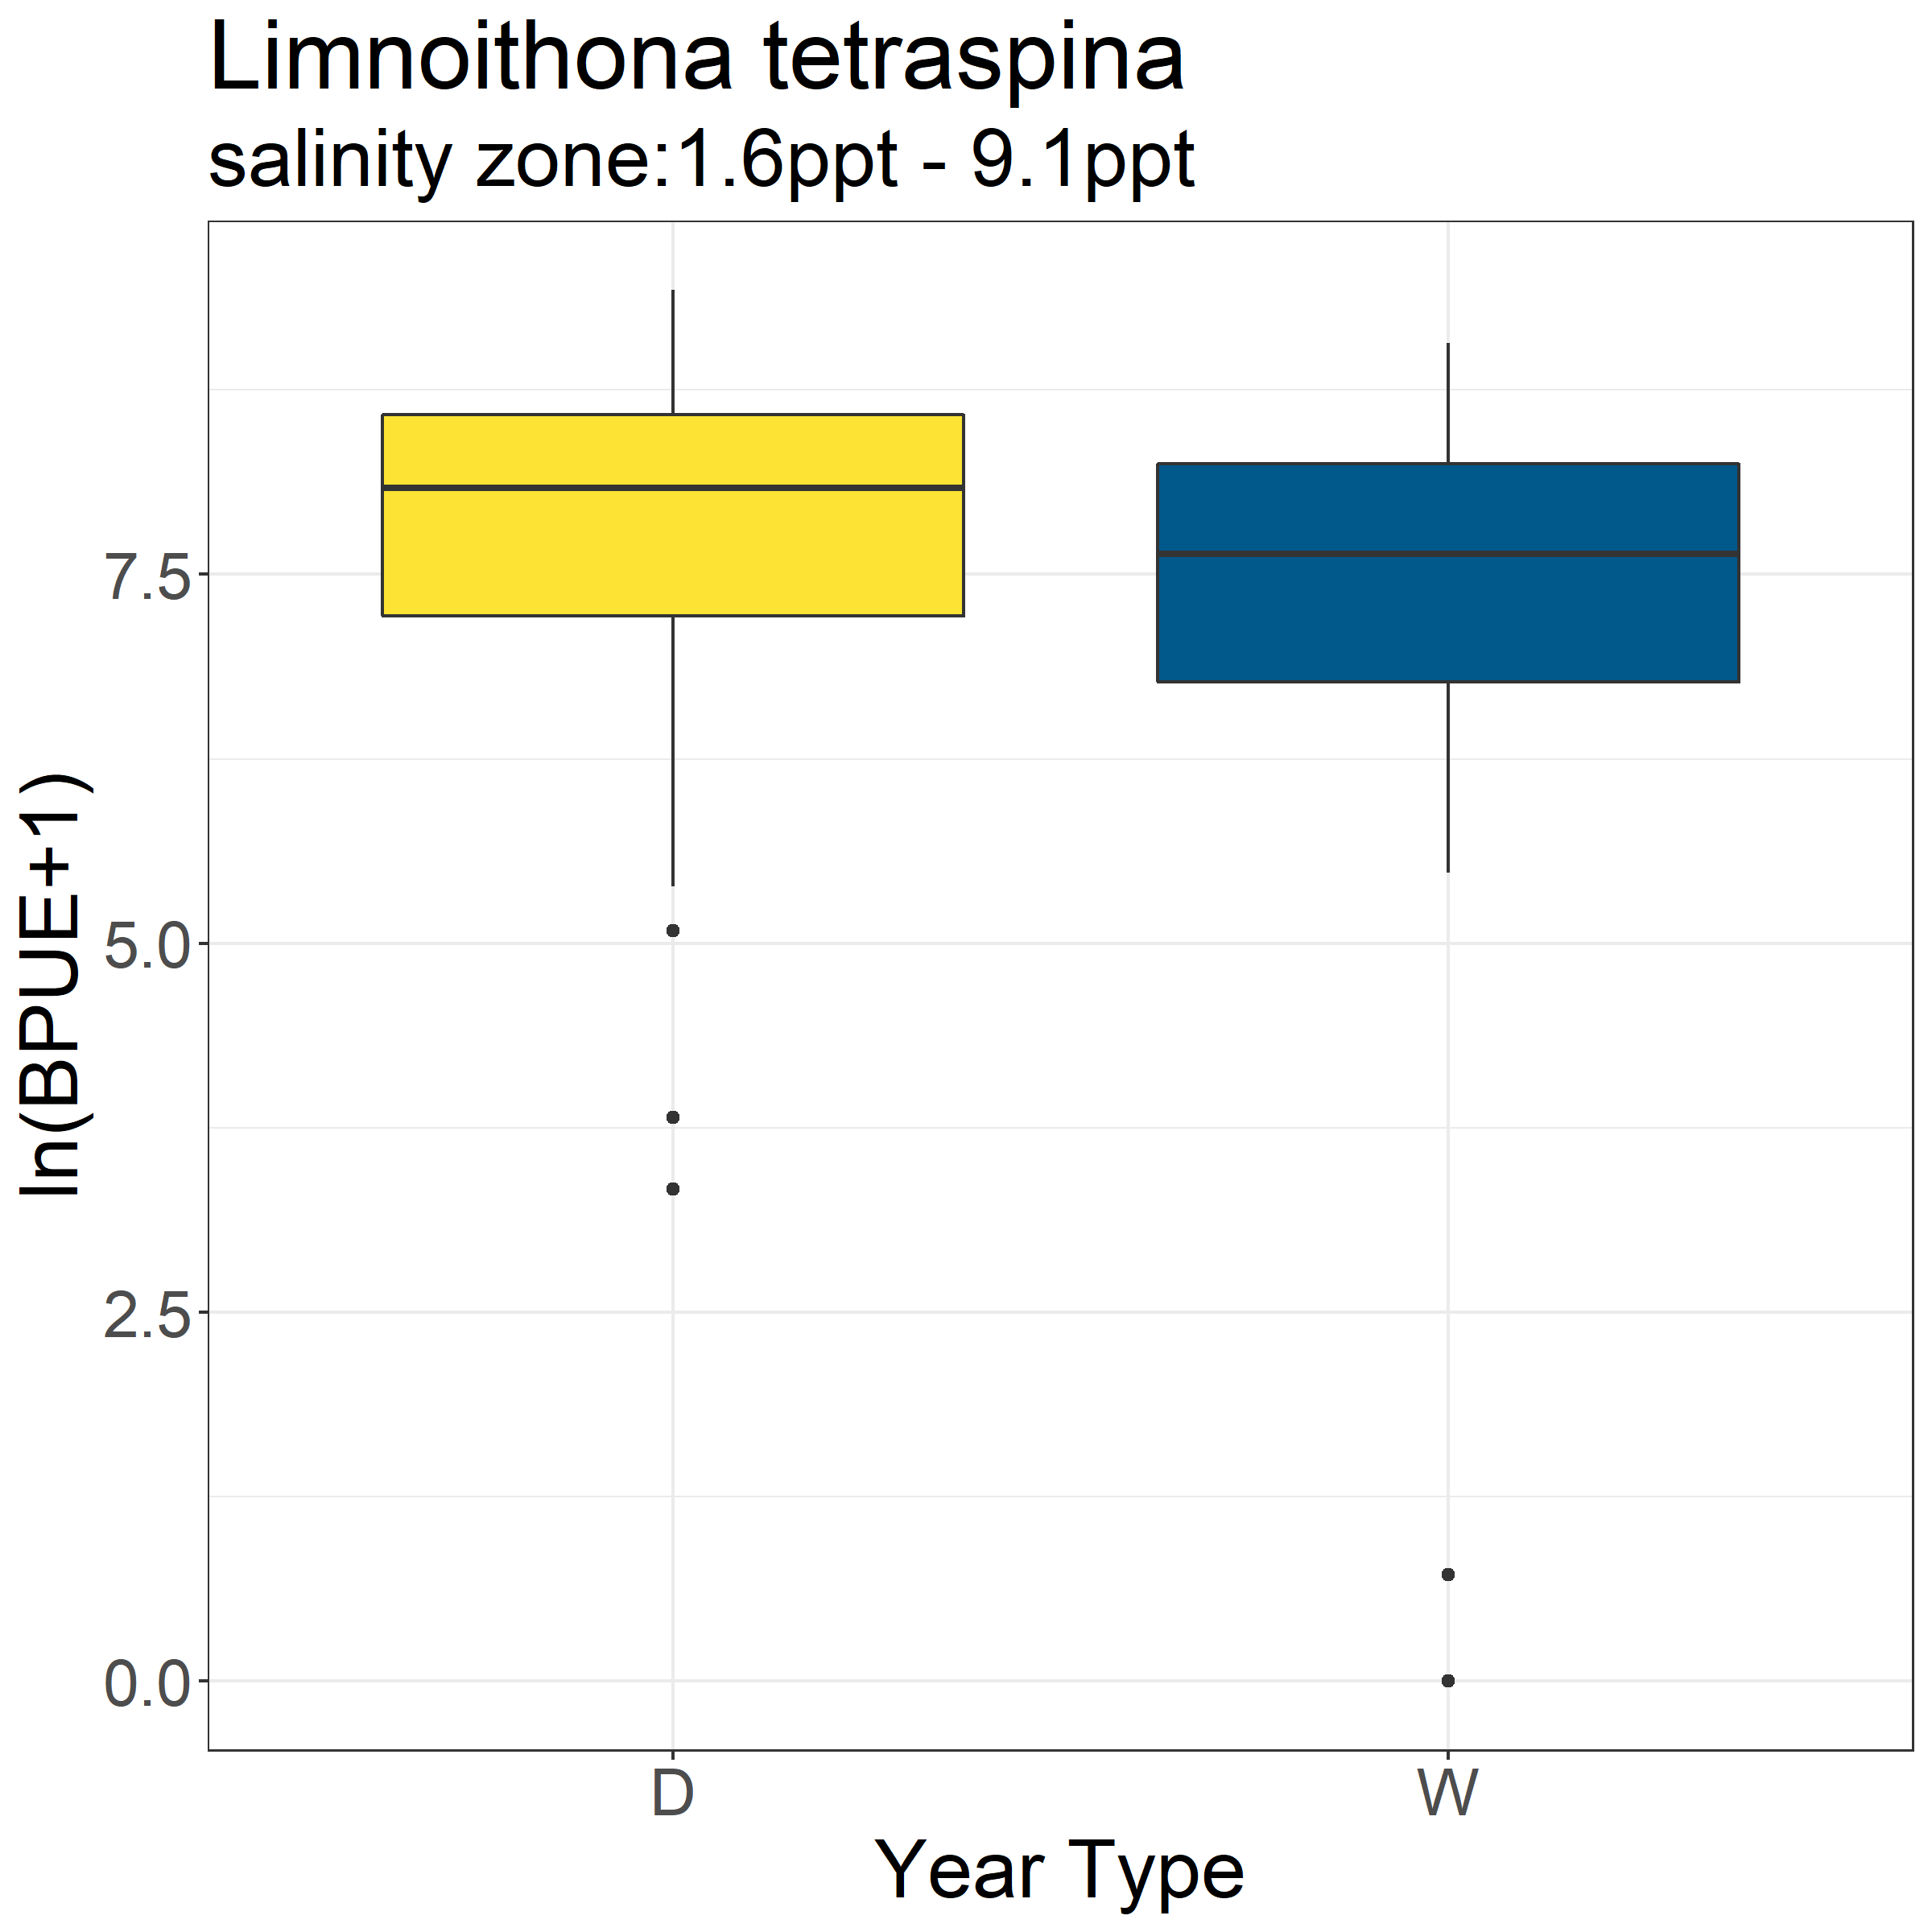 Limnoithona tetraspina
salinity zone:1.6ppt - 9.1ppt
ln(BPUE+1)
7.5
5.0
2.5
0.0
D
W
Year Type